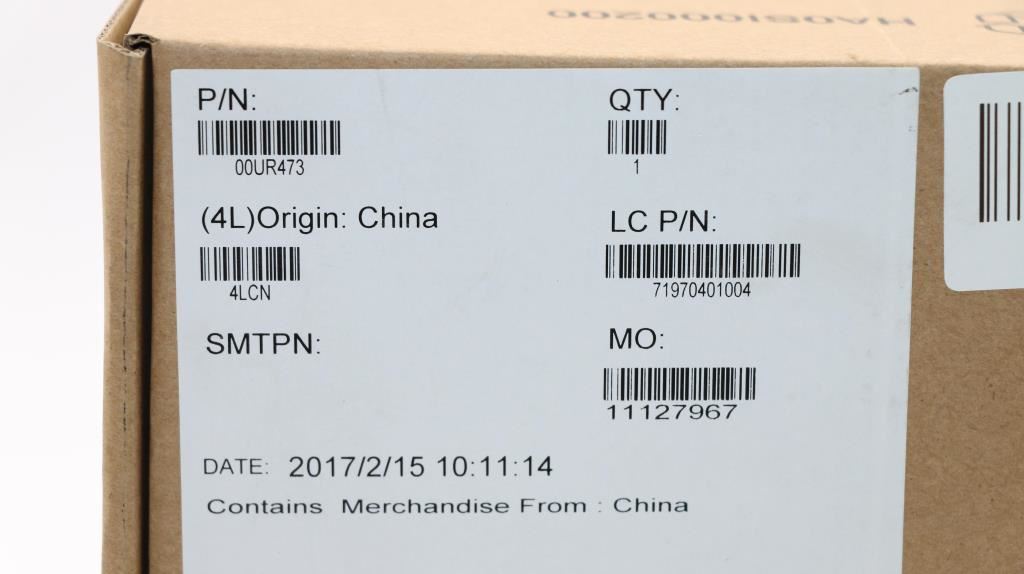 HA0SI000200
P/N:
QTY:
00UR473
1
(4L)Origin: China
LC P/N:
4LCN
71970401004
SMTPN:
MO:
11127967
DATE: 2017/2/15 10:11:14
Contains Merchandise From : China